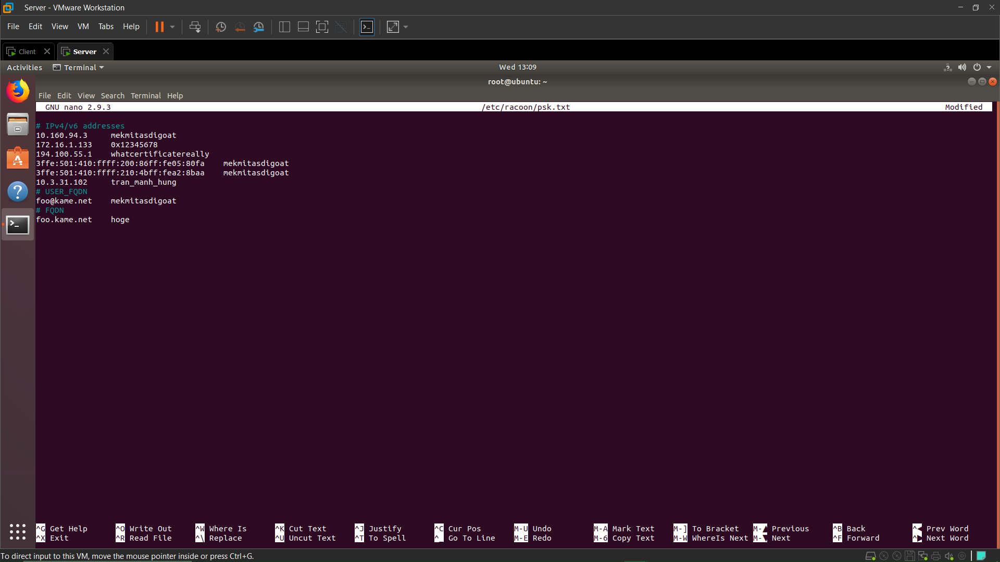 Server - VMware Workstation
File Edit View VM Tabs Help
Client Server
Activities Terminal Wed 13:09
root@ubuntu: ~
File Edit View Search Terminal Help
GNU nano 2.9.3 /etc/racoon/psk.txt Modified
# IPv4/v6 addresses
10.160.94.3 mekmitasdigoat
172.16.1.133 0x12345678
194.100.55.1 whatcertificatereally
3ffe:501:410:ffff:200:86ff:fe05:80fa mekmitasdigoat
3ffe:501:410:ffff:210:4bff:fea2:8baa mekmitasdigoat
10.3.31.102 tran_manh_hung
# USER_FQDN
foo@kame.net mekmitasdigoat
# FQDN
foo.kame.net hoge
^G Get Help ^O Write Out ^W Where Is ^K Cut Text ^J Justify ^C Cur Pos M-U Undo M-A Mark Text M-] To Bracket M-▲ Previous ^B Back ^◀ Prev Word
^X Exit ^R Read File ^\ Replace ^U Uncut Text ^T To Spell ^_ Go To Line M-E Redo M-6 Copy Text M-W WhereIs Next M-▼ Next ^F Forward ^▶ Next Word
To direct input to this VM, move the mouse pointer inside or press Ctrl+G.